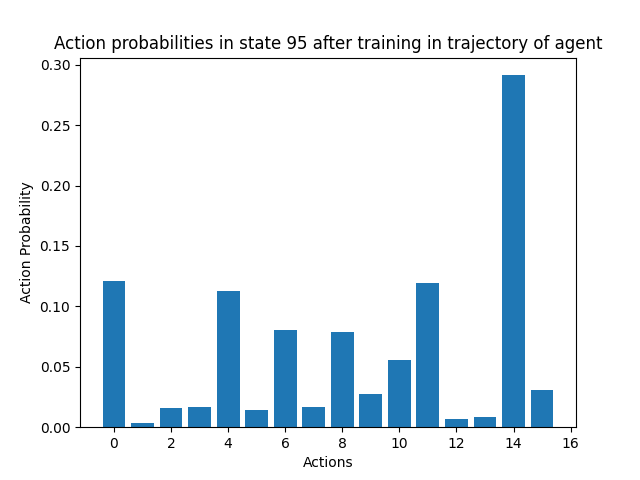 Action probabilities in state 95 after training in trajectory of agent
0.30
0.25
0.20
0.15
0.10
0.05
0.00
Action Probability
0 2 4 6 8 10 12 14 16
Actions